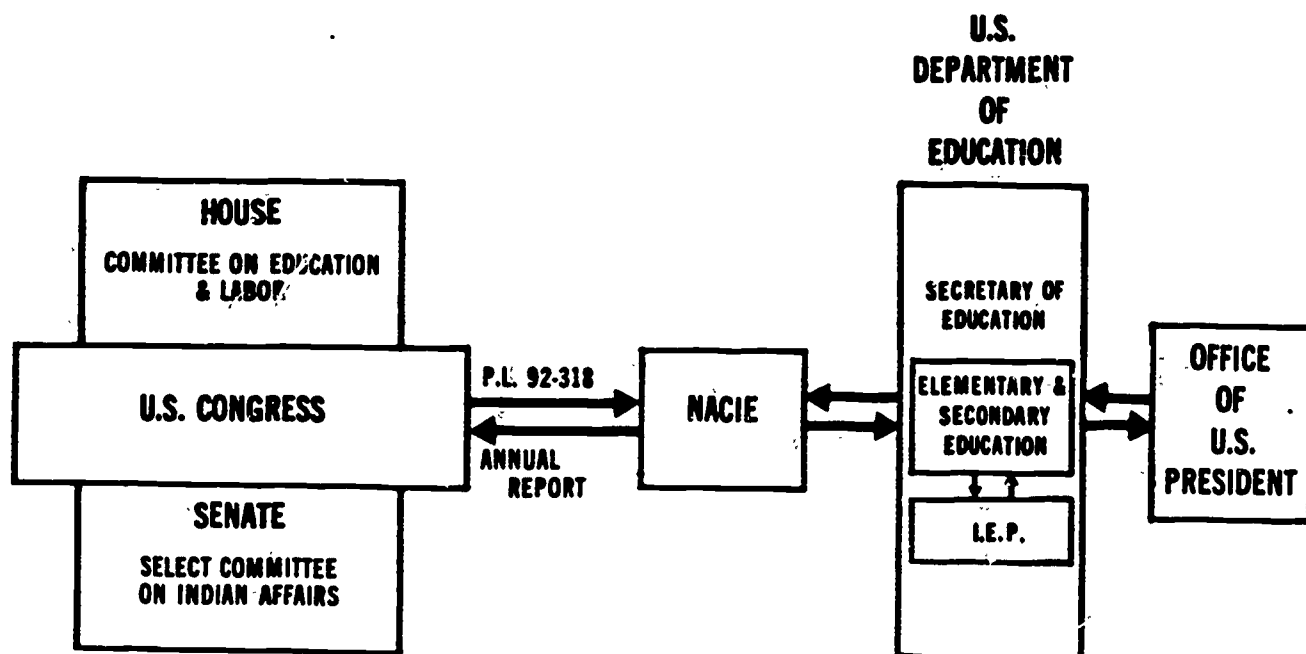 U.S.
DEPARTMENT
OF
EDUCATION
HOUSE
COMMITTEE ON EDUCATION
& LABOR
U.S. CONGRESS
SENATE
SELECT COMMITTEE
ON INDIAN AFFAIRS
P.L. 92-318
ANNUAL
REPORT
NACIE
SECRETARY OF
EDUCATION
ELEMENTARY &
SECONDARY
EDUCATION
I.E.P.
OFFICE
OF
U.S.
PRESIDENT